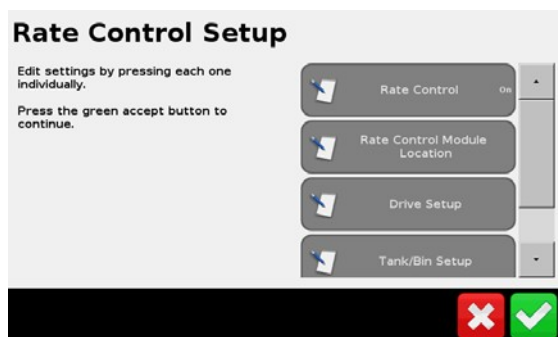 Rate Control Setup
Edit settings by pressing each one
individually.
Press the green accept button to
continue.
Rate Control On
Rate Control Module
Location
Drive Setup
Tank/Bin Setup